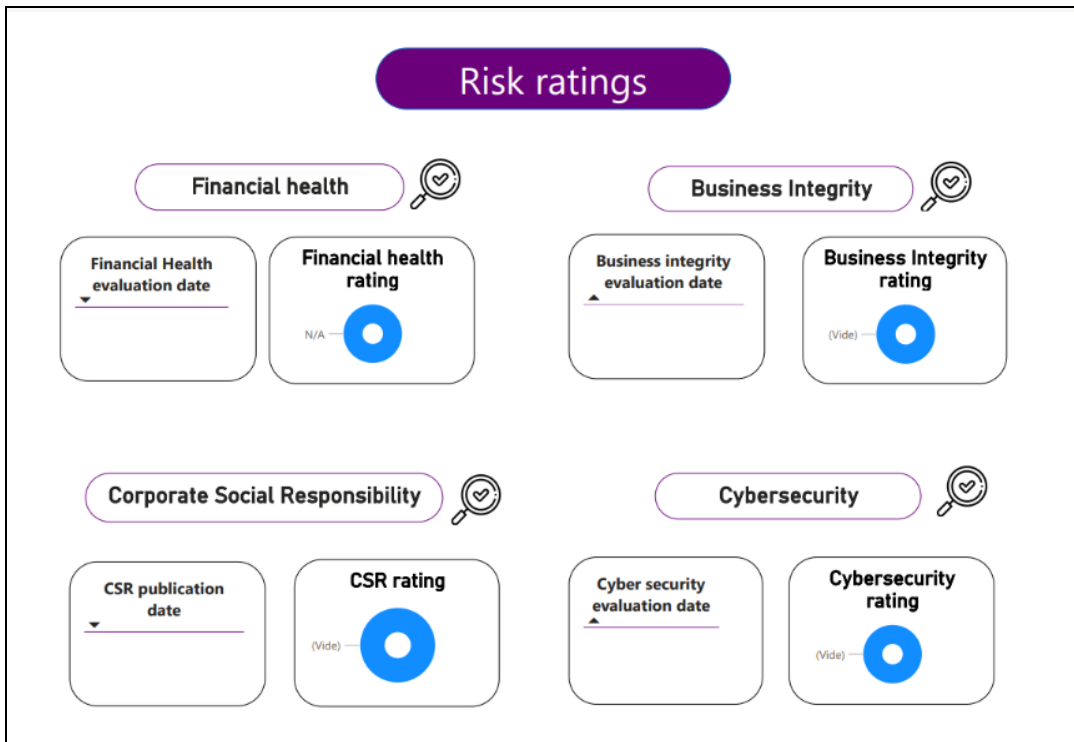 Risk ratings
Financial health
Business Integrity
Financial Health
evaluation date
Financial health
rating
N/A
Business integrity
evaluation date
Business Integrity
rating
(Vide)
Corporate Social Responsibility
Cybersecurity
CSR publication
date
CSR rating
(Vide)
Cyber security
evaluation date
Cybersecurity
rating
(Vide)